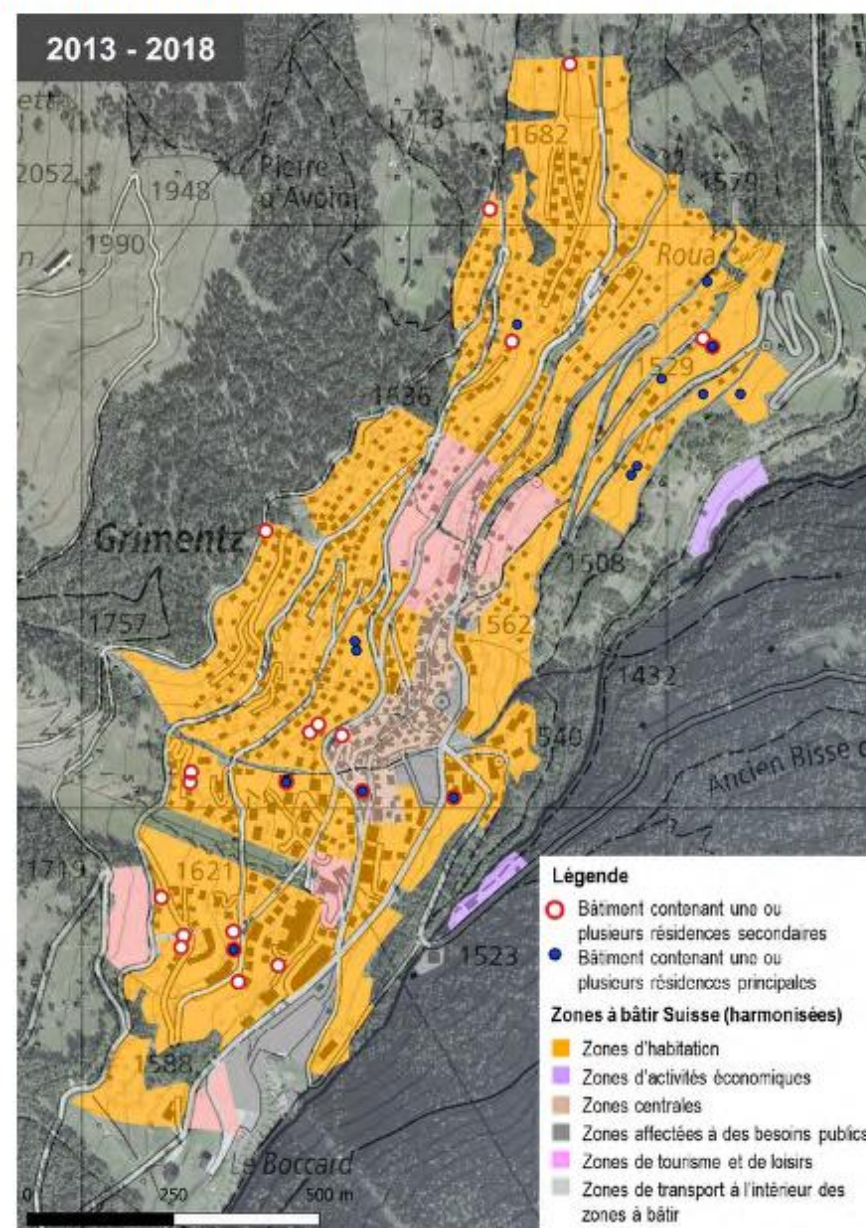 2013 - 2018
1743
1682
2052
1948
Pierre
d'Avoin
1579
1990
Roua
1529
1636
Grimentz
1508
1757
1562
1432
1540
Ancien Bisse d
1719
1621
1523
1588
Le Boccard
0 250 500 m
Légende
Bâtiment contenant une ou
plusieurs résidences secondaires
Bâtiment contenant une ou
plusieurs résidences principales
Zones à bâtir Suisse (harmonisées)
Zones d'habitation
Zones d'activités économiques
Zones centrales
Zones affectées à des besoins publics
Zones de tourisme et de loisirs
Zones de transport à l'intérieur des
zones à bâtir